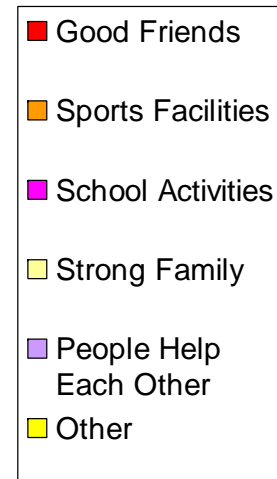 Good Friends
Sports Facilities
School Activities
Strong Family
People Help
Each Other
Other